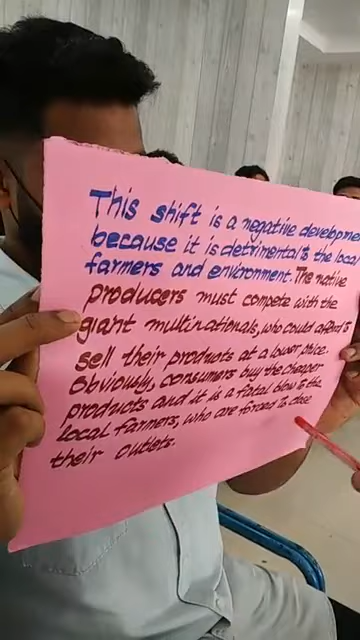 This shift is a negative developme
because it is detrimental to the local
farmers and environment. The native
producers must compete with the
giant multinationals, who could afford to
sell their products at a lower price.
Obviously, consumers buy the cheaper
products and it is a fatal blow to the
local farmers, who are forced to close
their outlets.